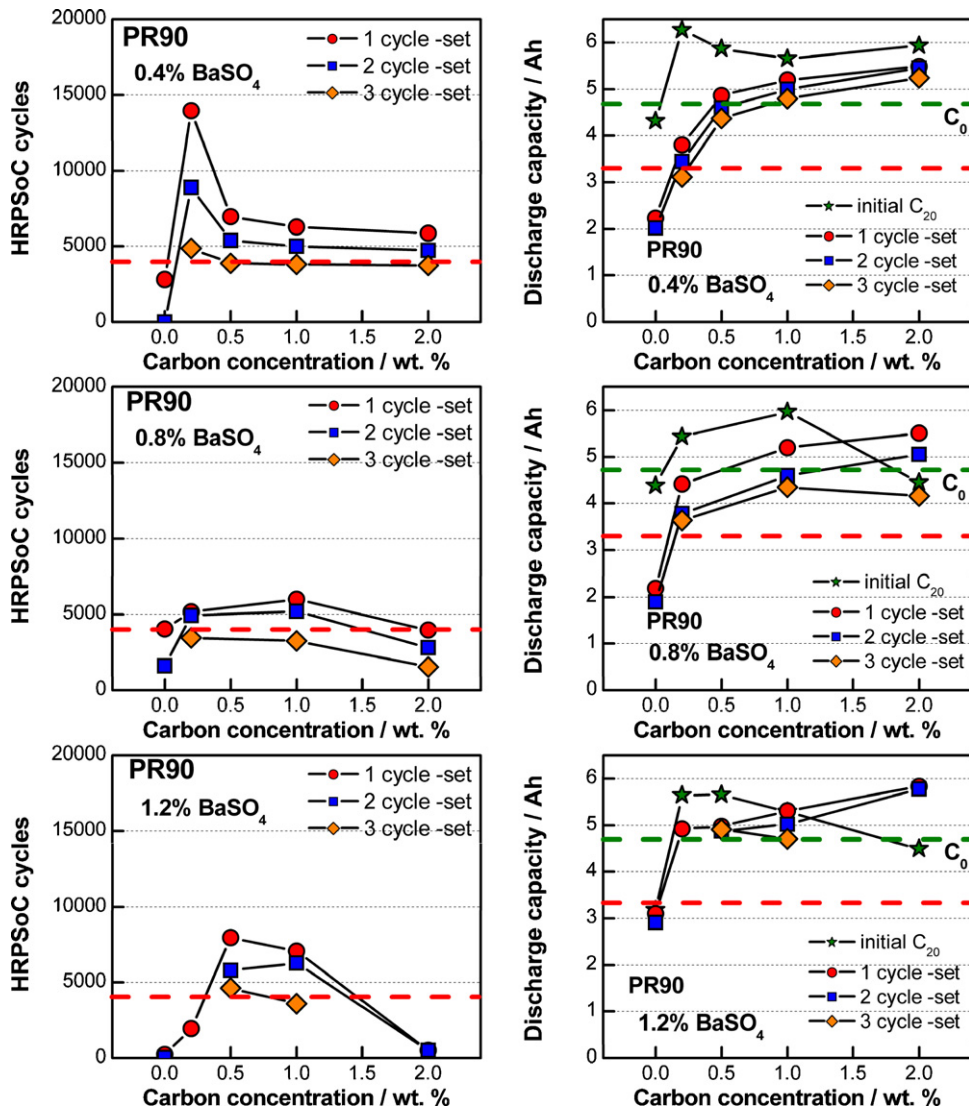 HRPSoC cycles
20000
15000
10000
5000
0
PR90
0.4% BaSO4
1 cycle -set
2 cycle -set
3 cycle -set
0.0 0.5 1.0 1.5 2.0
Carbon concentration / wt. %
Discharge capacity / Ah
6
5
4
3
2
1
0
C0
initial C20
1 cycle -set
2 cycle -set
3 cycle -set
PR90
0.4% BaSO4
0.0 0.5 1.0 1.5 2.0
Carbon concentration / wt. %
HRPSoC cycles
20000
15000
10000
5000
0
PR90
0.8% BaSO4
1 cycle -set
2 cycle -set
3 cycle -set
0.0 0.5 1.0 1.5 2.0
Carbon concentration / wt. %
Discharge capacity / Ah
6
5
4
3
2
1
0
C0
initial C20
1 cycle -set
2 cycle -set
3 cycle -set
PR90
0.8% BaSO4
0.0 0.5 1.0 1.5 2.0
Carbon concentration / wt. %
HRPSoC cycles
20000
15000
10000
5000
0
PR90
1.2% BaSO4
1 cycle -set
2 cycle -set
3 cycle -set
0.0 0.5 1.0 1.5 2.0
Carbon concentration / wt. %
Discharge capacity / Ah
6
5
4
3
2
1
0
C0
initial C20
1 cycle -set
2 cycle -set
3 cycle -set
PR90
1.2% BaSO4
0.0 0.5 1.0 1.5 2.0
Carbon concentration / wt. %